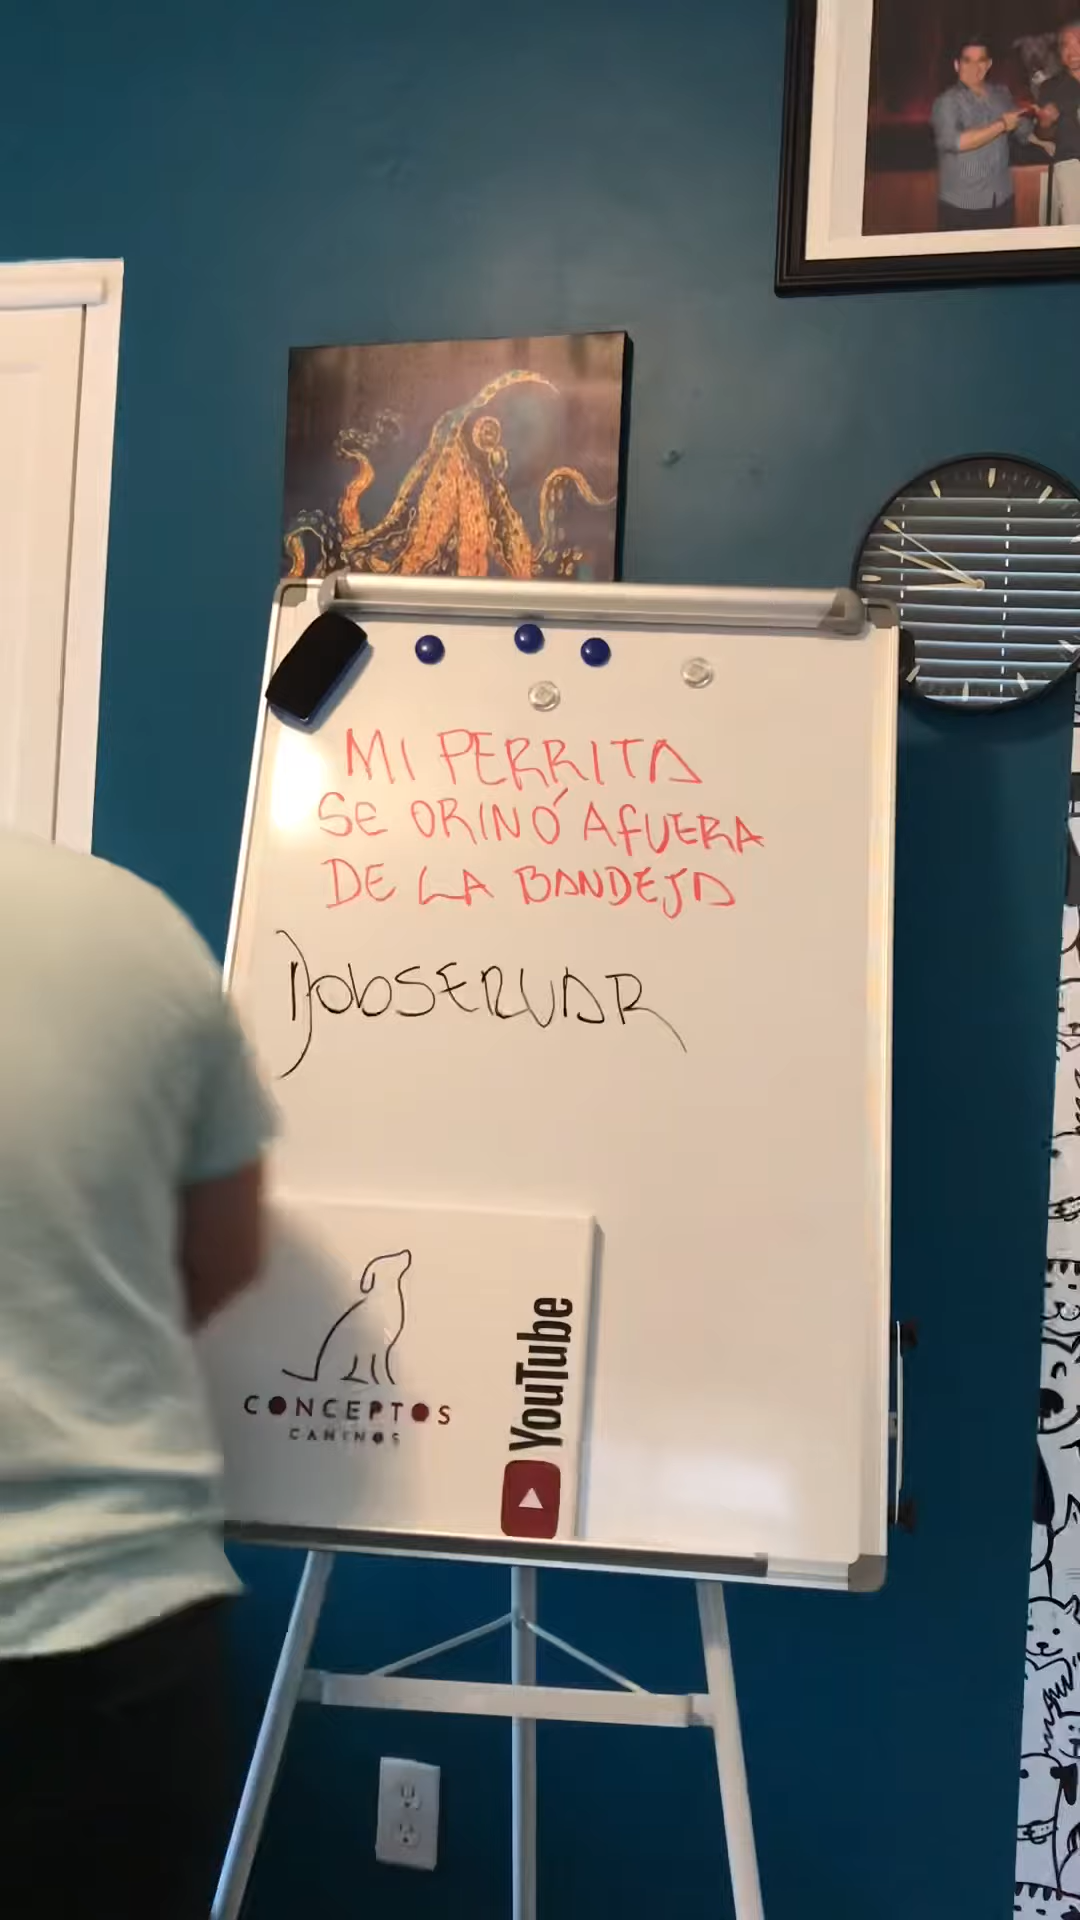 MI PERRITA
SE ORINÓ AFUERA
DE LA BANDEJA
1) OBSERVAR
CONCEPTOS
CANINOS
YouTube